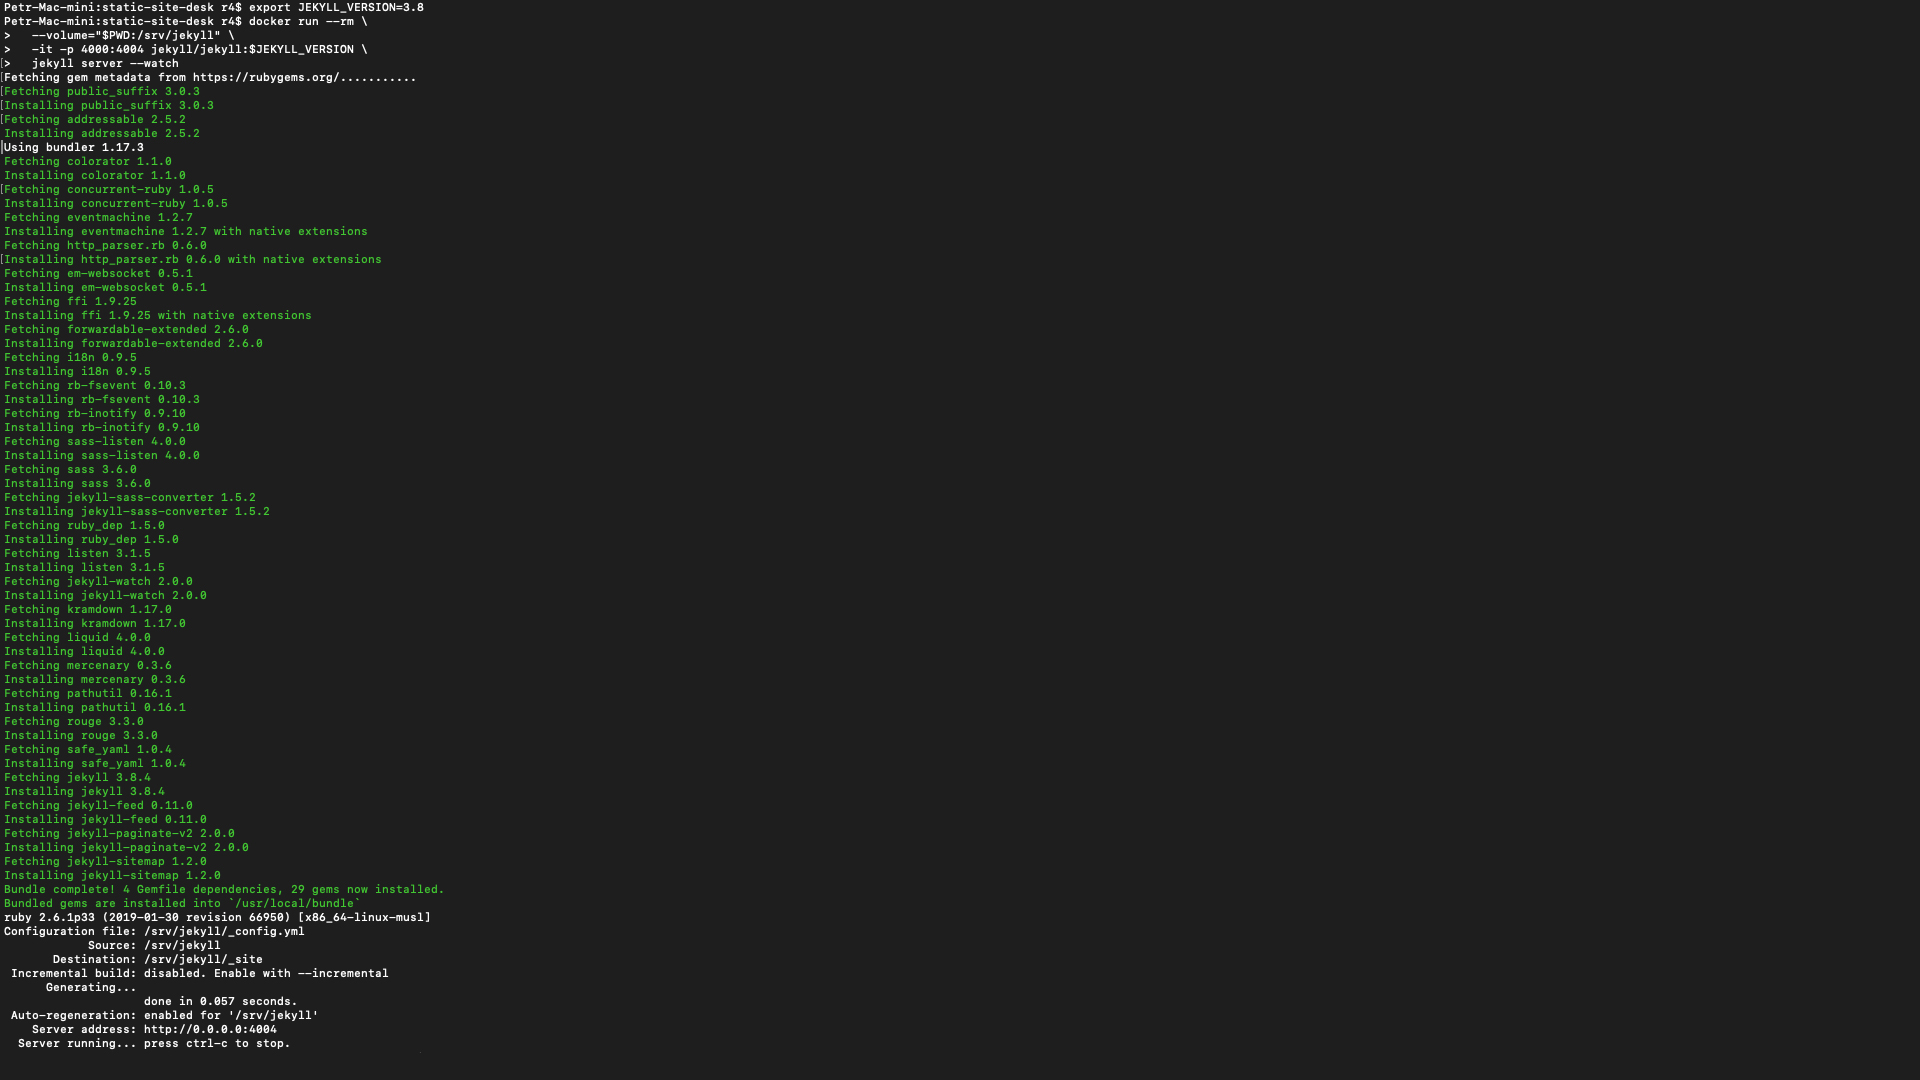 Petr-Mac-mini:static-site-desk r4$ export JEKYLL_VERSION=3.8
Petr-Mac-mini:static-site-desk r4$ docker run --rm \
>   --volume="$PWD:/srv/jekyll" \
>   -it -p 4000:4004 jekyll/jekyll:$JEKYLL_VERSION \
[>   jekyll server --watch
[Fetching gem metadata from https://rubygems.org/...........
[Fetching public_suffix 3.0.3
[Installing public_suffix 3.0.3
[Fetching addressable 2.5.2
Installing addressable 2.5.2
Using bundler 1.17.3
Fetching colorator 1.1.0
Installing colorator 1.1.0
[Fetching concurrent-ruby 1.0.5
Installing concurrent-ruby 1.0.5
Fetching eventmachine 1.2.7
Installing eventmachine 1.2.7 with native extensions
Fetching http_parser.rb 0.6.0
[Installing http_parser.rb 0.6.0 with native extensions
Fetching em-websocket 0.5.1
Installing em-websocket 0.5.1
Fetching ffi 1.9.25
Installing ffi 1.9.25 with native extensions
Fetching forwardable-extended 2.6.0
Installing forwardable-extended 2.6.0
Fetching i18n 0.9.5
Installing i18n 0.9.5
Fetching rb-fsevent 0.10.3
Installing rb-fsevent 0.10.3
Fetching rb-inotify 0.9.10
Installing rb-inotify 0.9.10
Fetching sass-listen 4.0.0
Installing sass-listen 4.0.0
Fetching sass 3.6.0
Installing sass 3.6.0
Fetching jekyll-sass-converter 1.5.2
Installing jekyll-sass-converter 1.5.2
Fetching ruby_dep 1.5.0
Installing ruby_dep 1.5.0
Fetching listen 3.1.5
Installing listen 3.1.5
Fetching jekyll-watch 2.0.0
Installing jekyll-watch 2.0.0
Fetching kramdown 1.17.0
Installing kramdown 1.17.0
Fetching liquid 4.0.0
Installing liquid 4.0.0
Fetching mercenary 0.3.6
Installing mercenary 0.3.6
Fetching pathutil 0.16.1
Installing pathutil 0.16.1
Fetching rouge 3.3.0
Installing rouge 3.3.0
Fetching safe_yaml 1.0.4
Installing safe_yaml 1.0.4
Fetching jekyll 3.8.4
Installing jekyll 3.8.4
Fetching jekyll-feed 0.11.0
Installing jekyll-feed 0.11.0
Fetching jekyll-paginate-v2 2.0.0
Installing jekyll-paginate-v2 2.0.0
Fetching jekyll-sitemap 1.2.0
Installing jekyll-sitemap 1.2.0
Bundle complete! 4 Gemfile dependencies, 29 gems now installed.
Bundled gems are installed into `/usr/local/bundle`
ruby 2.6.1p33 (2019-01-30 revision 66950) [x86_64-linux-musl]
Configuration file: /srv/jekyll/_config.yml
            Source: /srv/jekyll
       Destination: /srv/jekyll/_site
 Incremental build: disabled. Enable with --incremental
      Generating...
                    done in 0.057 seconds.
 Auto-regeneration: enabled for '/srv/jekyll'
    Server address: http://0.0.0.0:4004
  Server running... press ctrl-c to stop.